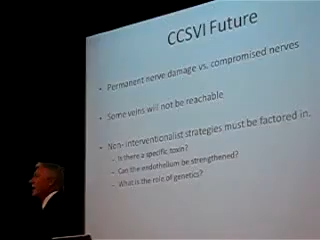 CCSVI Future
• Permanent nerve damage vs. compromised nerves
• Some veins will not be reachable
• Non-interventionalist strategies must be factored in.
– Is there a specific toxin?
– Can the endothelium be strengthened?
– What is the role of genetics?